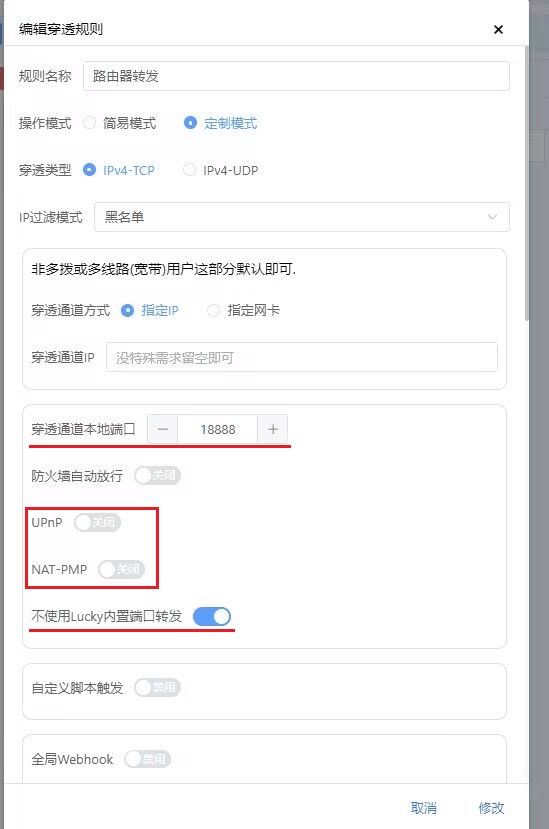 编辑穿透规则
规则名称 路由器转发
操作模式 简易模式 定制模式
穿透类型 IPv4-TCP IPv4-UDP
IP过滤模式 黑名单
非多拨或多线路(宽带)用户这部分默认即可.
穿透通道方式 指定IP 指定网卡
穿透通道IP 没特殊需求留空即可
穿透通道本地端口 18888
防火墙自动放行 关闭
UPnP 关闭
NAT-PMP 关闭
不使用Lucky内置端口转发
自定义脚本触发 禁用
全局Webhook 禁用
取消 修改